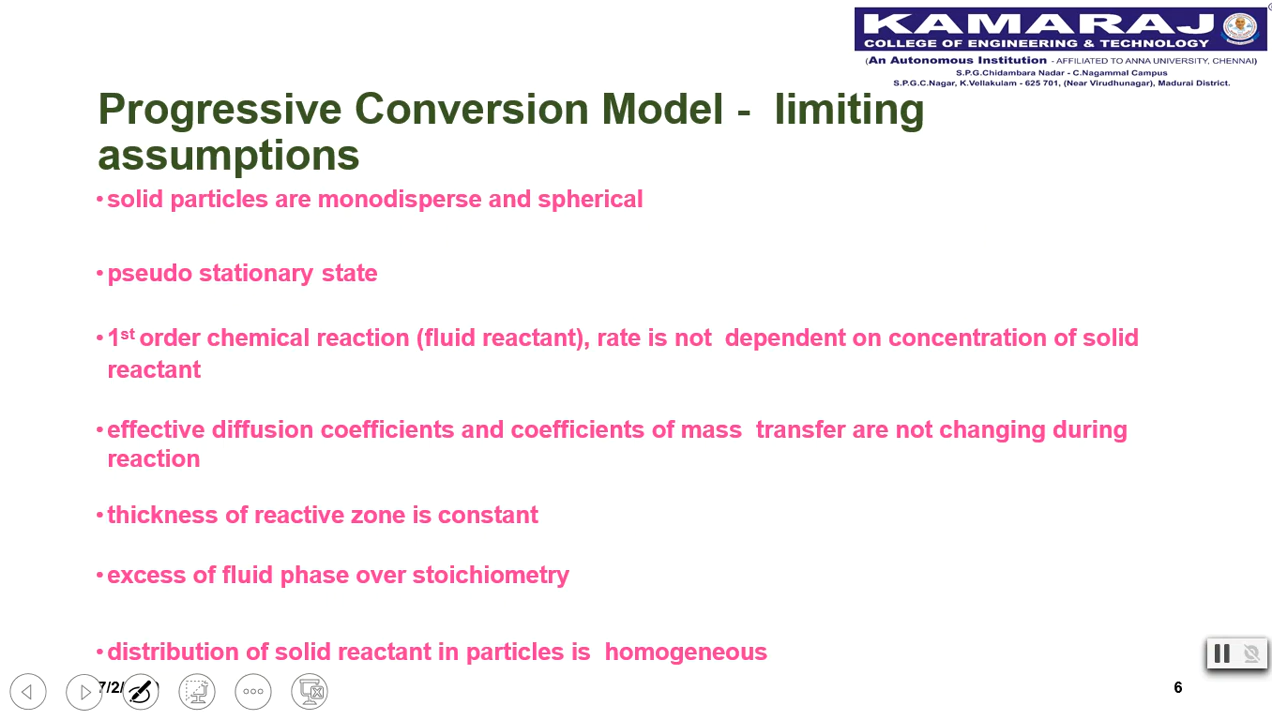 KAMARAJ
COLLEGE OF ENGINEERING & TECHNOLOGY
(An Autonomous Institution - AFFILIATED TO ANNA UNIVERSITY, CHENNAI)
S.P.G.Chidambara Nadar - C.Nagammal Campus
S.P.G.C.Nagar, K.Vellakulam - 625 701, (Near Virudhunagar), Madurai District.
Progressive Conversion Model - limiting
assumptions
• solid particles are monodisperse and spherical
• pseudo stationary state
• 1st order chemical reaction (fluid reactant), rate is not dependent on concentration of solid
reactant
• effective diffusion coefficients and coefficients of mass transfer are not changing during
reaction
• thickness of reactive zone is constant
• excess of fluid phase over stoichiometry
• distribution of solid reactant in particles is homogeneous
6